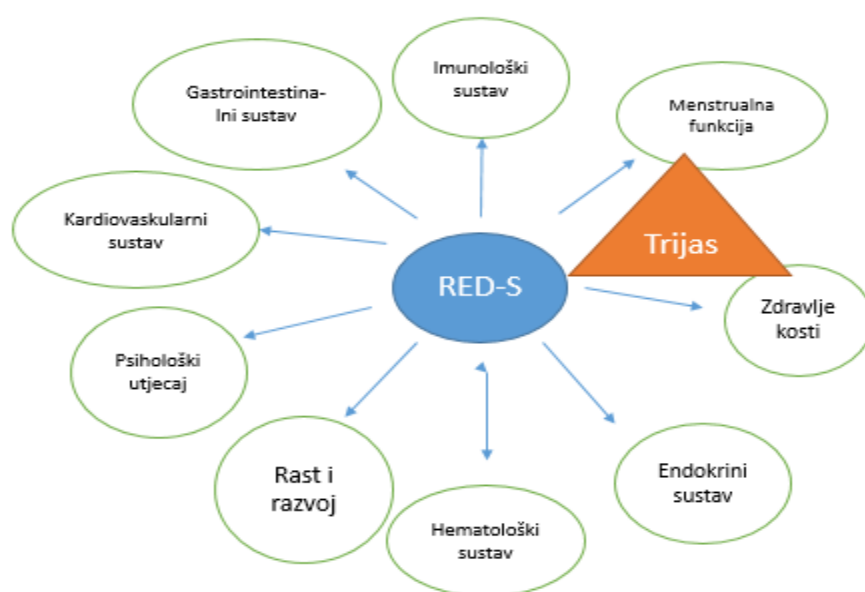 Imunološki
sustav
Gastrointestina-
lni sustav
Menstrualna
funkcija
Kardiovaskularni
sustav
Trijas
RED-S
Zdravlje
kosti
Psihološki
utjecaj
Rast i
razvoj
Endokrini
sustav
Hematološki
sustav